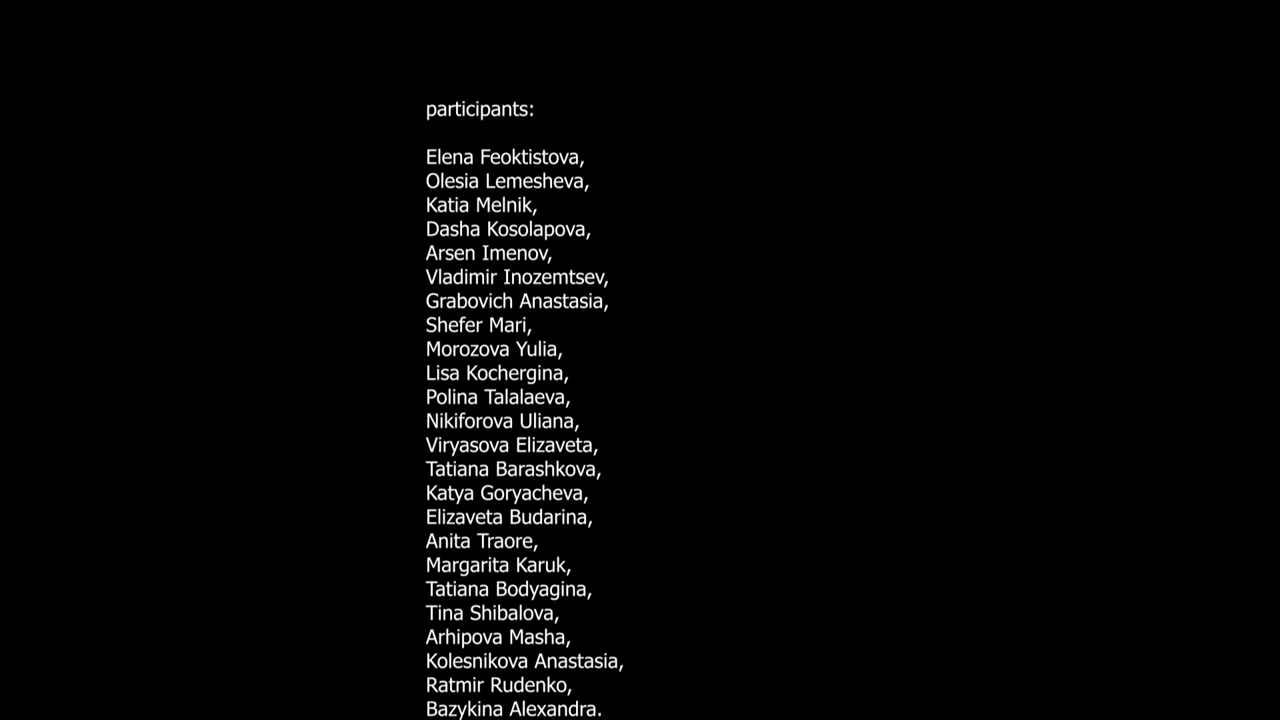 participants:
Elena Feoktistova,
Olesia Lemesheva,
Katia Melnik,
Dasha Kosolapova,
Arsen Imenov,
Vladimir Inozemtsev,
Grabovich Anastasia,
Shefer Mari,
Morozova Yulia,
Lisa Kochergina,
Polina Talalaeva,
Nikiforova Uliana,
Viryasova Elizaveta,
Tatiana Barashkova,
Katya Goryacheva,
Elizaveta Budarina,
Anita Traore,
Margarita Karuk,
Tatiana Bodyagina,
Tina Shibalova,
Arhipova Masha,
Kolesnikova Anastasia,
Ratmir Rudenko,
Bazykina Alexandra.